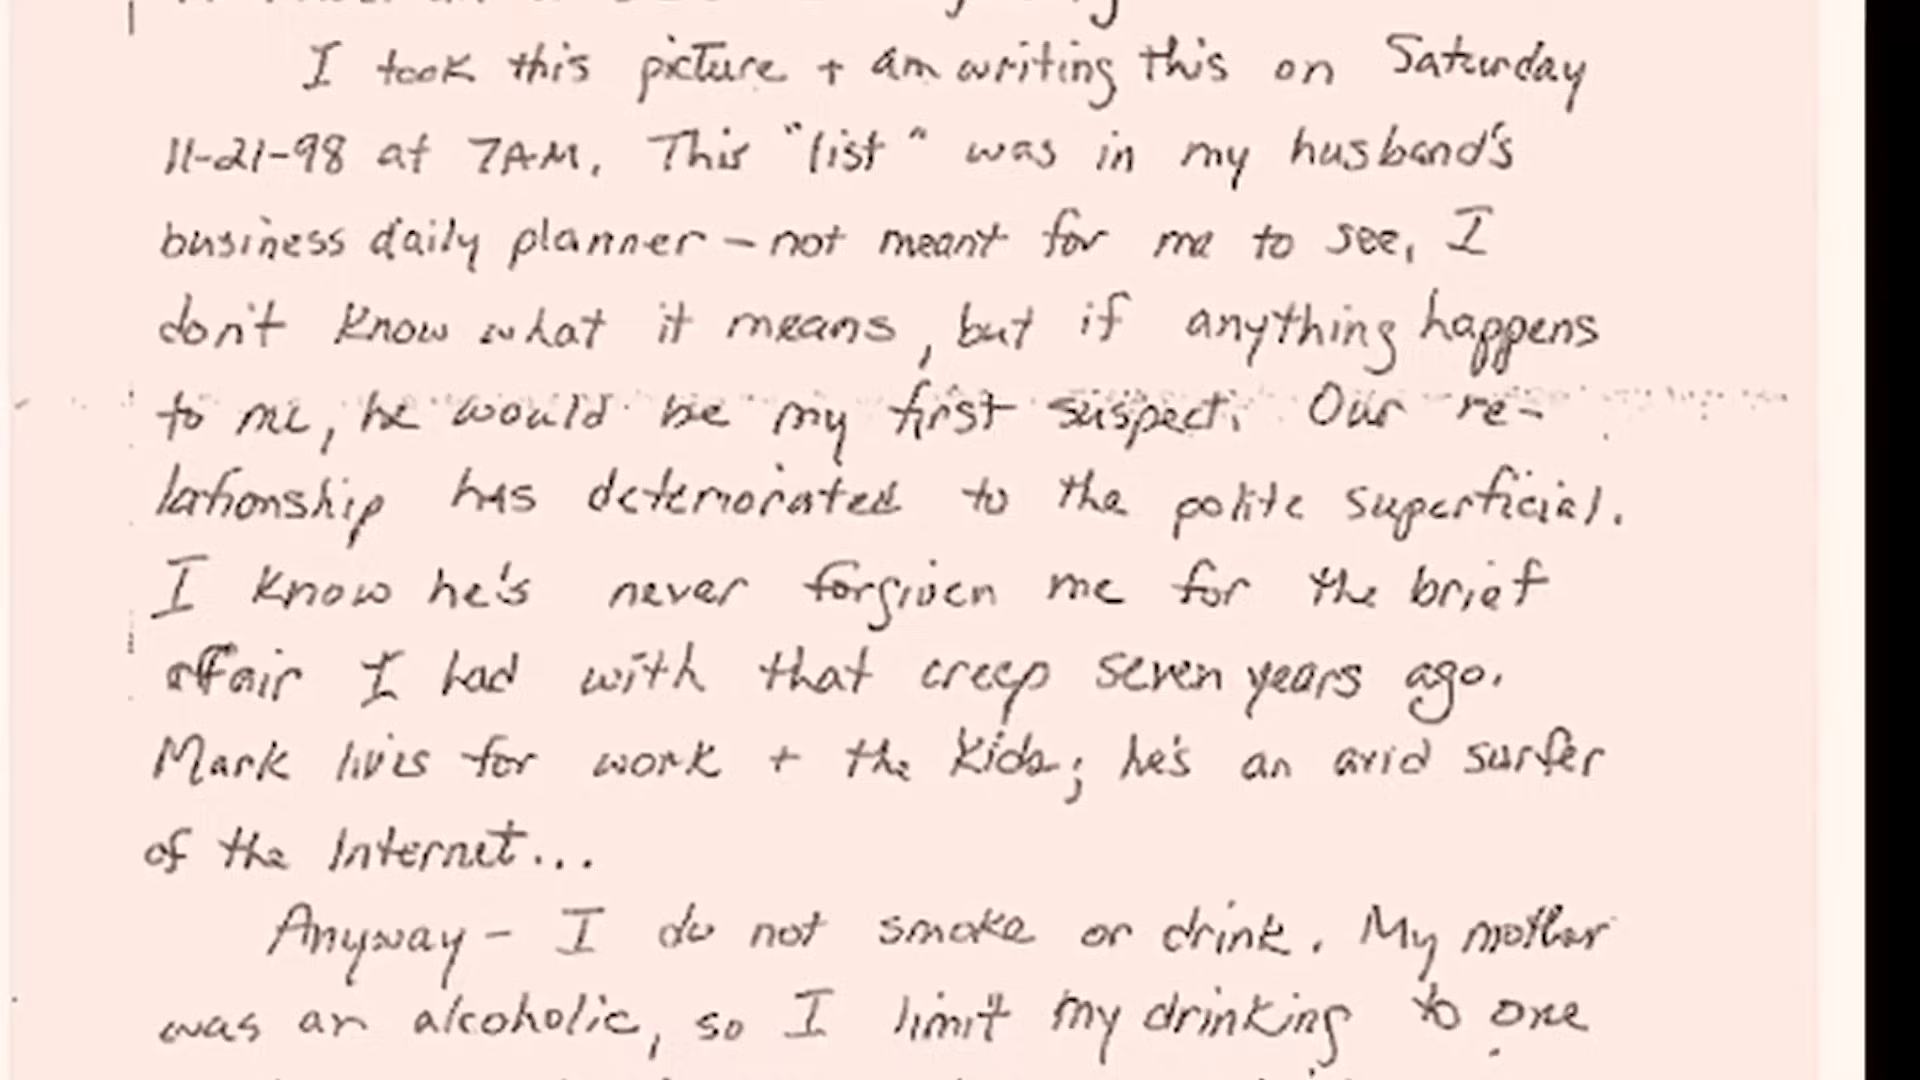 I took this picture + am writing this on Saturday
11-21-98 at 7AM. This "list" was in my husband's
business daily planner - not meant for me to see, I
don't know what it means, but if anything happens
to me, he would be my first suspect. Our re-
lationship has deteriorated to the polite superficial.
I know he's never forgiven me for the brief
affair I had with that creep seven years ago.
Mark lives for work + the kids; he's an avid surfer
of the Internet...
Anyway - I do not smoke or drink. My mother
was an alcoholic, so I limit my drinking to one